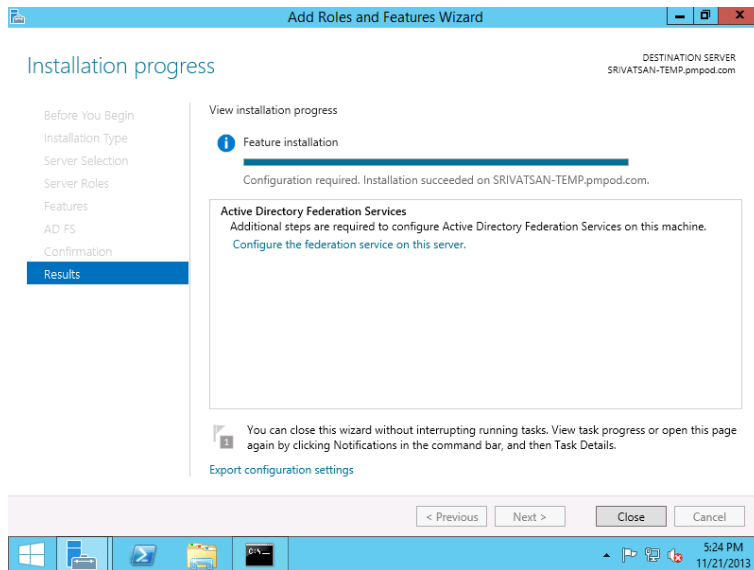 Add Roles and Features Wizard
Installation progress
DESTINATION SERVER
SRIVATSAN-TEMP.pmpod.com
Before You Begin
Installation Type
Server Selection
Server Roles
Features
AD FS
Confirmation
Results
View installation progress
Feature installation
Configuration required. Installation succeeded on SRIVATSAN-TEMP.pmpod.com.
Active Directory Federation Services
Additional steps are required to configure Active Directory Federation Services on this machine.
Configure the federation service on this server.
1
You can close this wizard without interrupting running tasks. View task progress or open this page
again by clicking Notifications in the command bar, and then Task Details.
Export configuration settings
< Previous
Next >
Close
Cancel
C:\
5:24 PM
11/21/2013